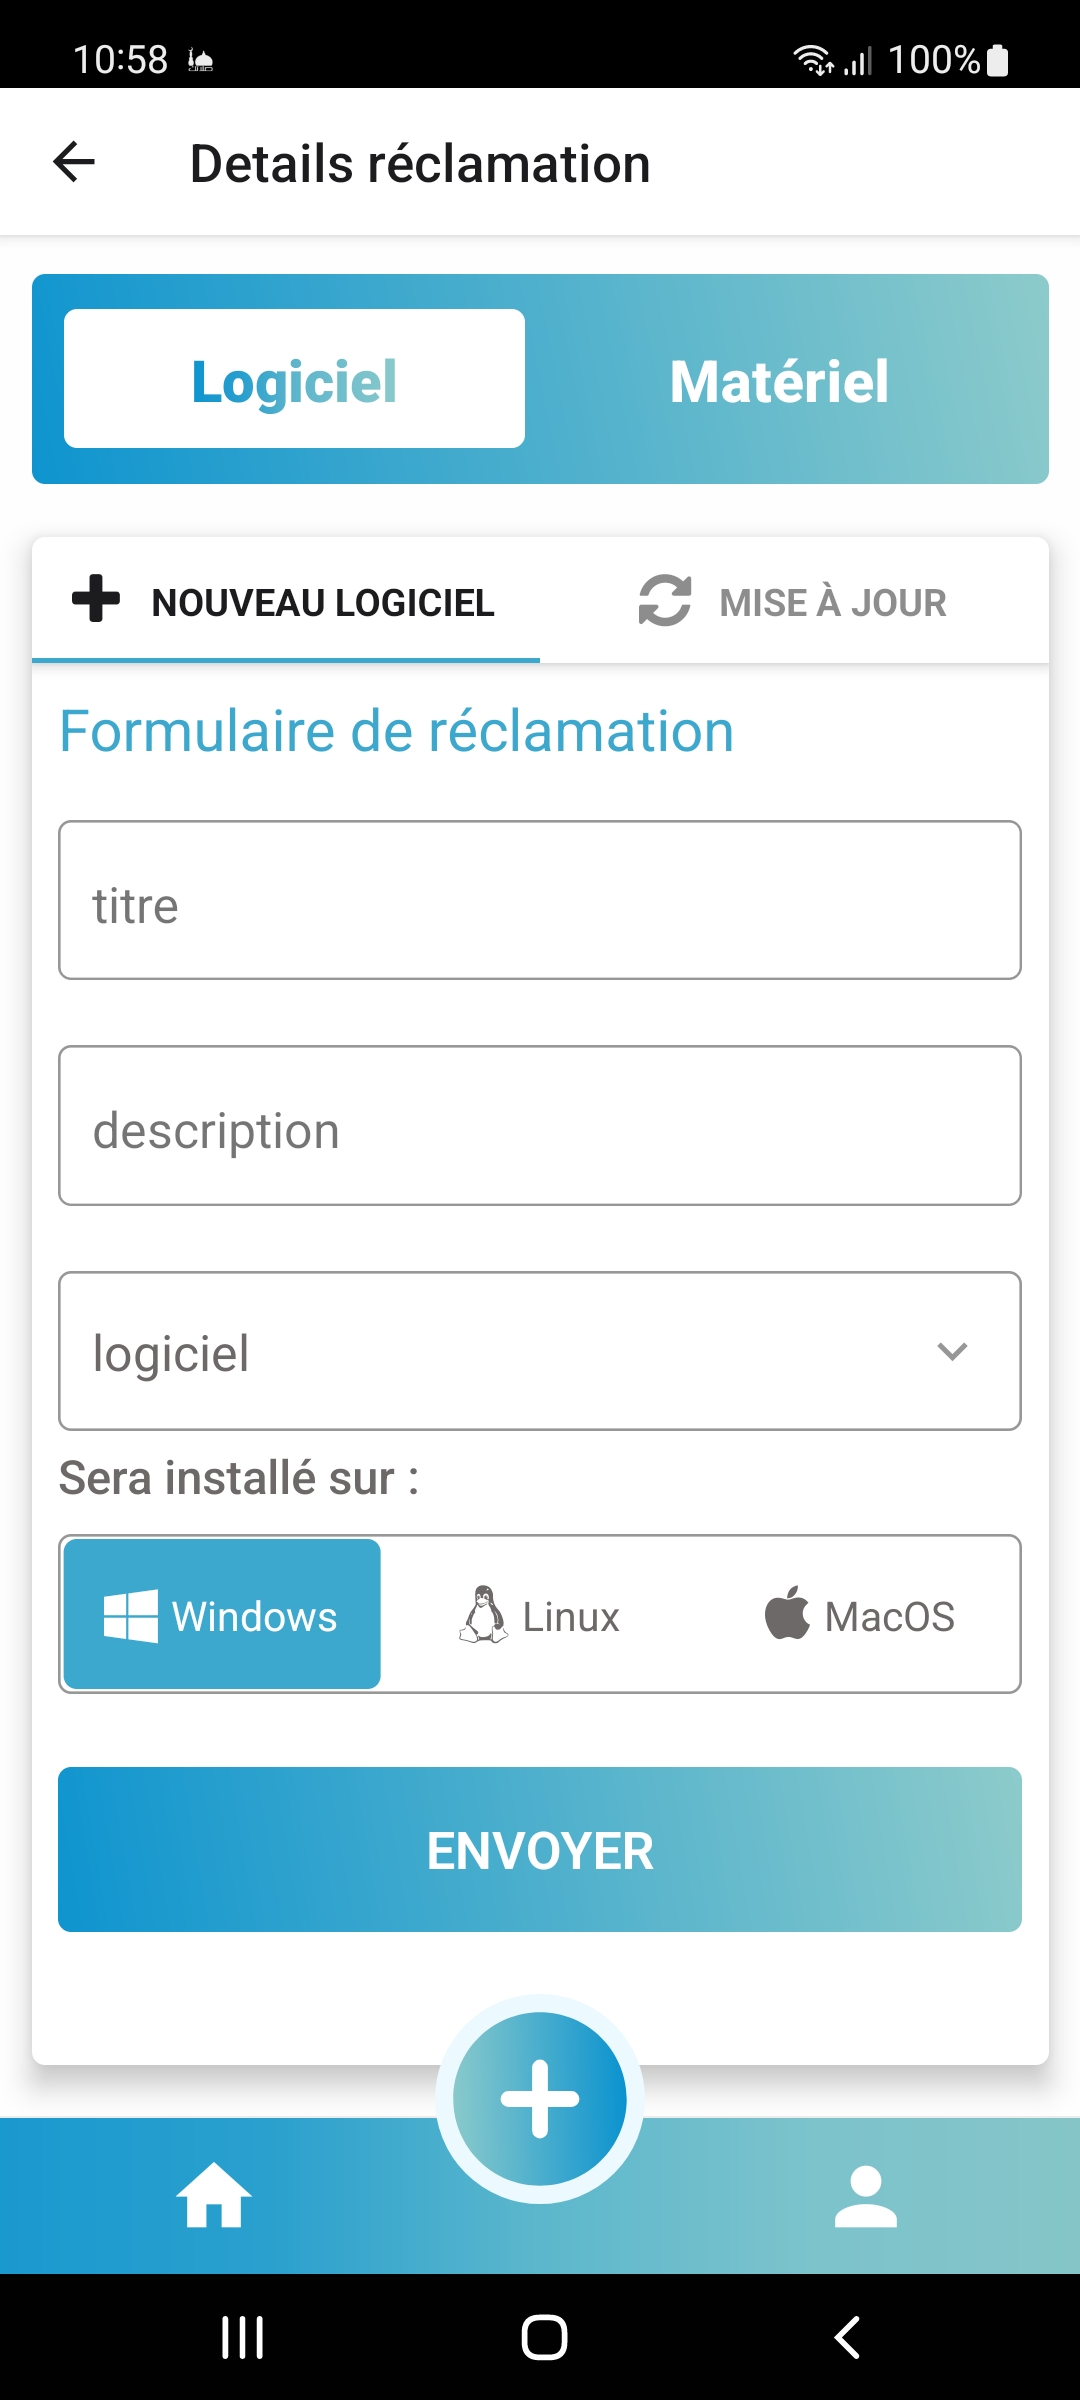 10:58 100%
Details réclamation
Logiciel Matériel
NOUVEAU LOGICIEL MISE À JOUR
Formulaire de réclamation
titre
description
logiciel
Sera installé sur :
Windows Linux MacOS
ENVOYER